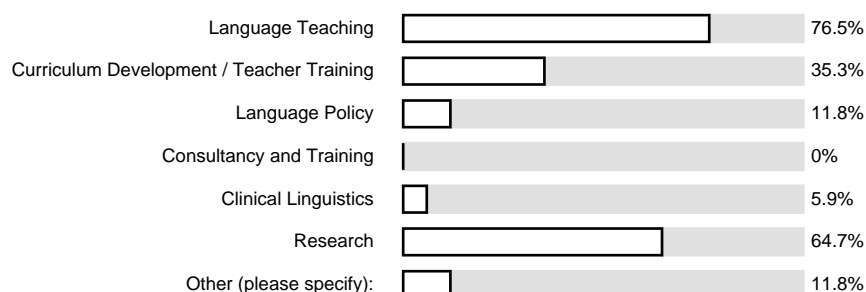 Language Teaching 76.5%
Curriculum Development / Teacher Training 35.3%
Language Policy 11.8%
Consultancy and Training 0%
Clinical Linguistics 5.9%
Research 64.7%
Other (please specify): 11.8%